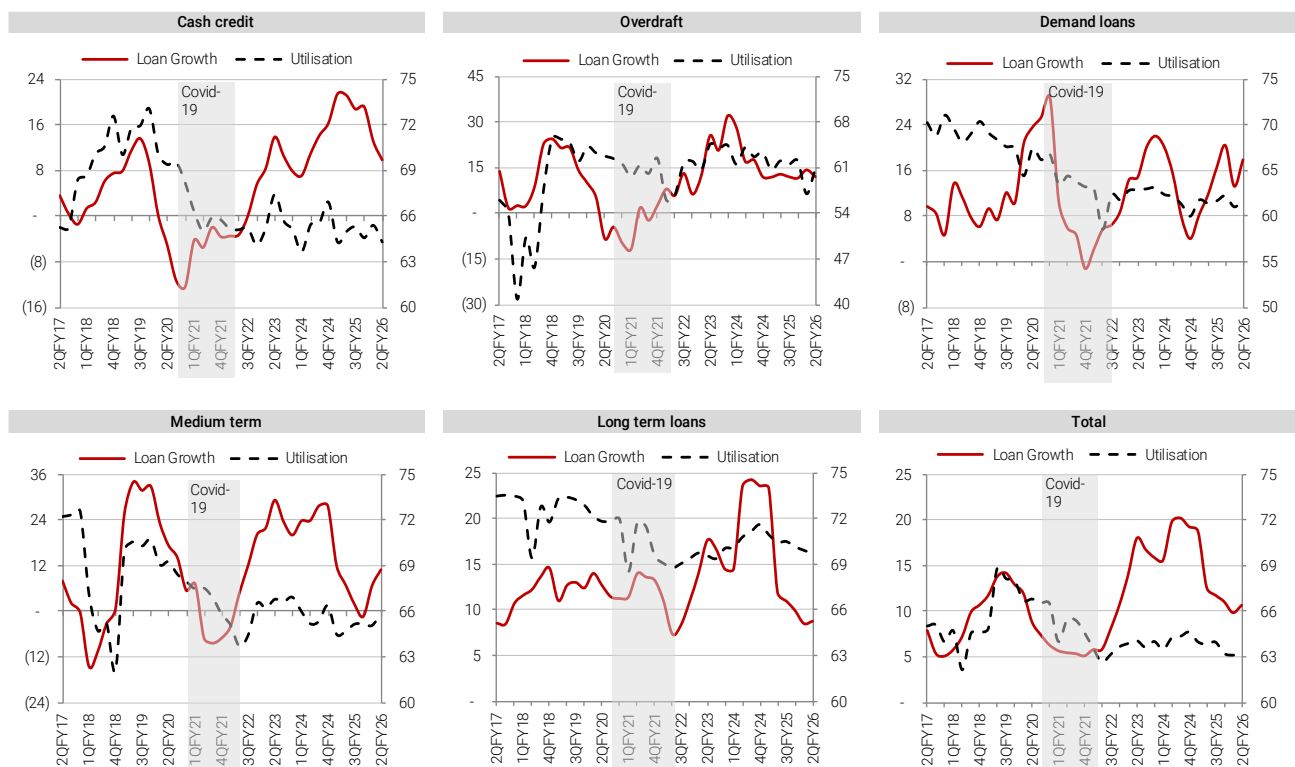 Cash credit
Loan Growth
Utilisation
24
16
8
-
(8)
(16)
75
72
69
66
63
60
Covid-
19
2QFY17
1QFY18
4QFY18
3QFY19
2QFY20
1QFY21
4QFY21
3QFY22
2QFY23
1QFY24
4QFY24
3QFY25
2QFY26
Overdraft
Loan Growth
Utilisation
45
30
15
-
(15)
(30)
75
68
61
54
47
40
Covid-
19
2QFY17
1QFY18
4QFY18
3QFY19
2QFY20
1QFY21
4QFY21
3QFY22
2QFY23
1QFY24
4QFY24
3QFY25
2QFY26
Demand loans
Loan Growth
Utilisation
32
24
16
8
-
(8)
75
70
65
60
55
50
Covid-19
2QFY17
1QFY18
4QFY18
3QFY19
2QFY20
1QFY21
4QFY21
3QFY22
2QFY23
1QFY24
4QFY24
3QFY25
2QFY26
Medium term
Loan Growth
Utilisation
36
24
12
-
(12)
(24)
75
72
69
66
63
60
Covid-
19
2QFY17
1QFY18
4QFY18
3QFY19
2QFY20
1QFY21
4QFY21
3QFY22
2QFY23
1QFY24
4QFY24
3QFY25
2QFY26
Long term loans
Loan Growth
Utilisation
25
20
15
10
5
-
75
72
69
66
63
60
Covid-19
2QFY17
1QFY18
4QFY18
3QFY19
2QFY20
1QFY21
4QFY21
3QFY22
2QFY23
1QFY24
4QFY24
3QFY25
2QFY26
Total
Loan Growth
Utilisation
25
20
15
10
5
-
75
72
69
66
63
60
Covid-
19
2QFY17
1QFY18
4QFY18
3QFY19
2QFY20
1QFY21
4QFY21
3QFY22
2QFY23
1QFY24
4QFY24
3QFY25
2QFY26